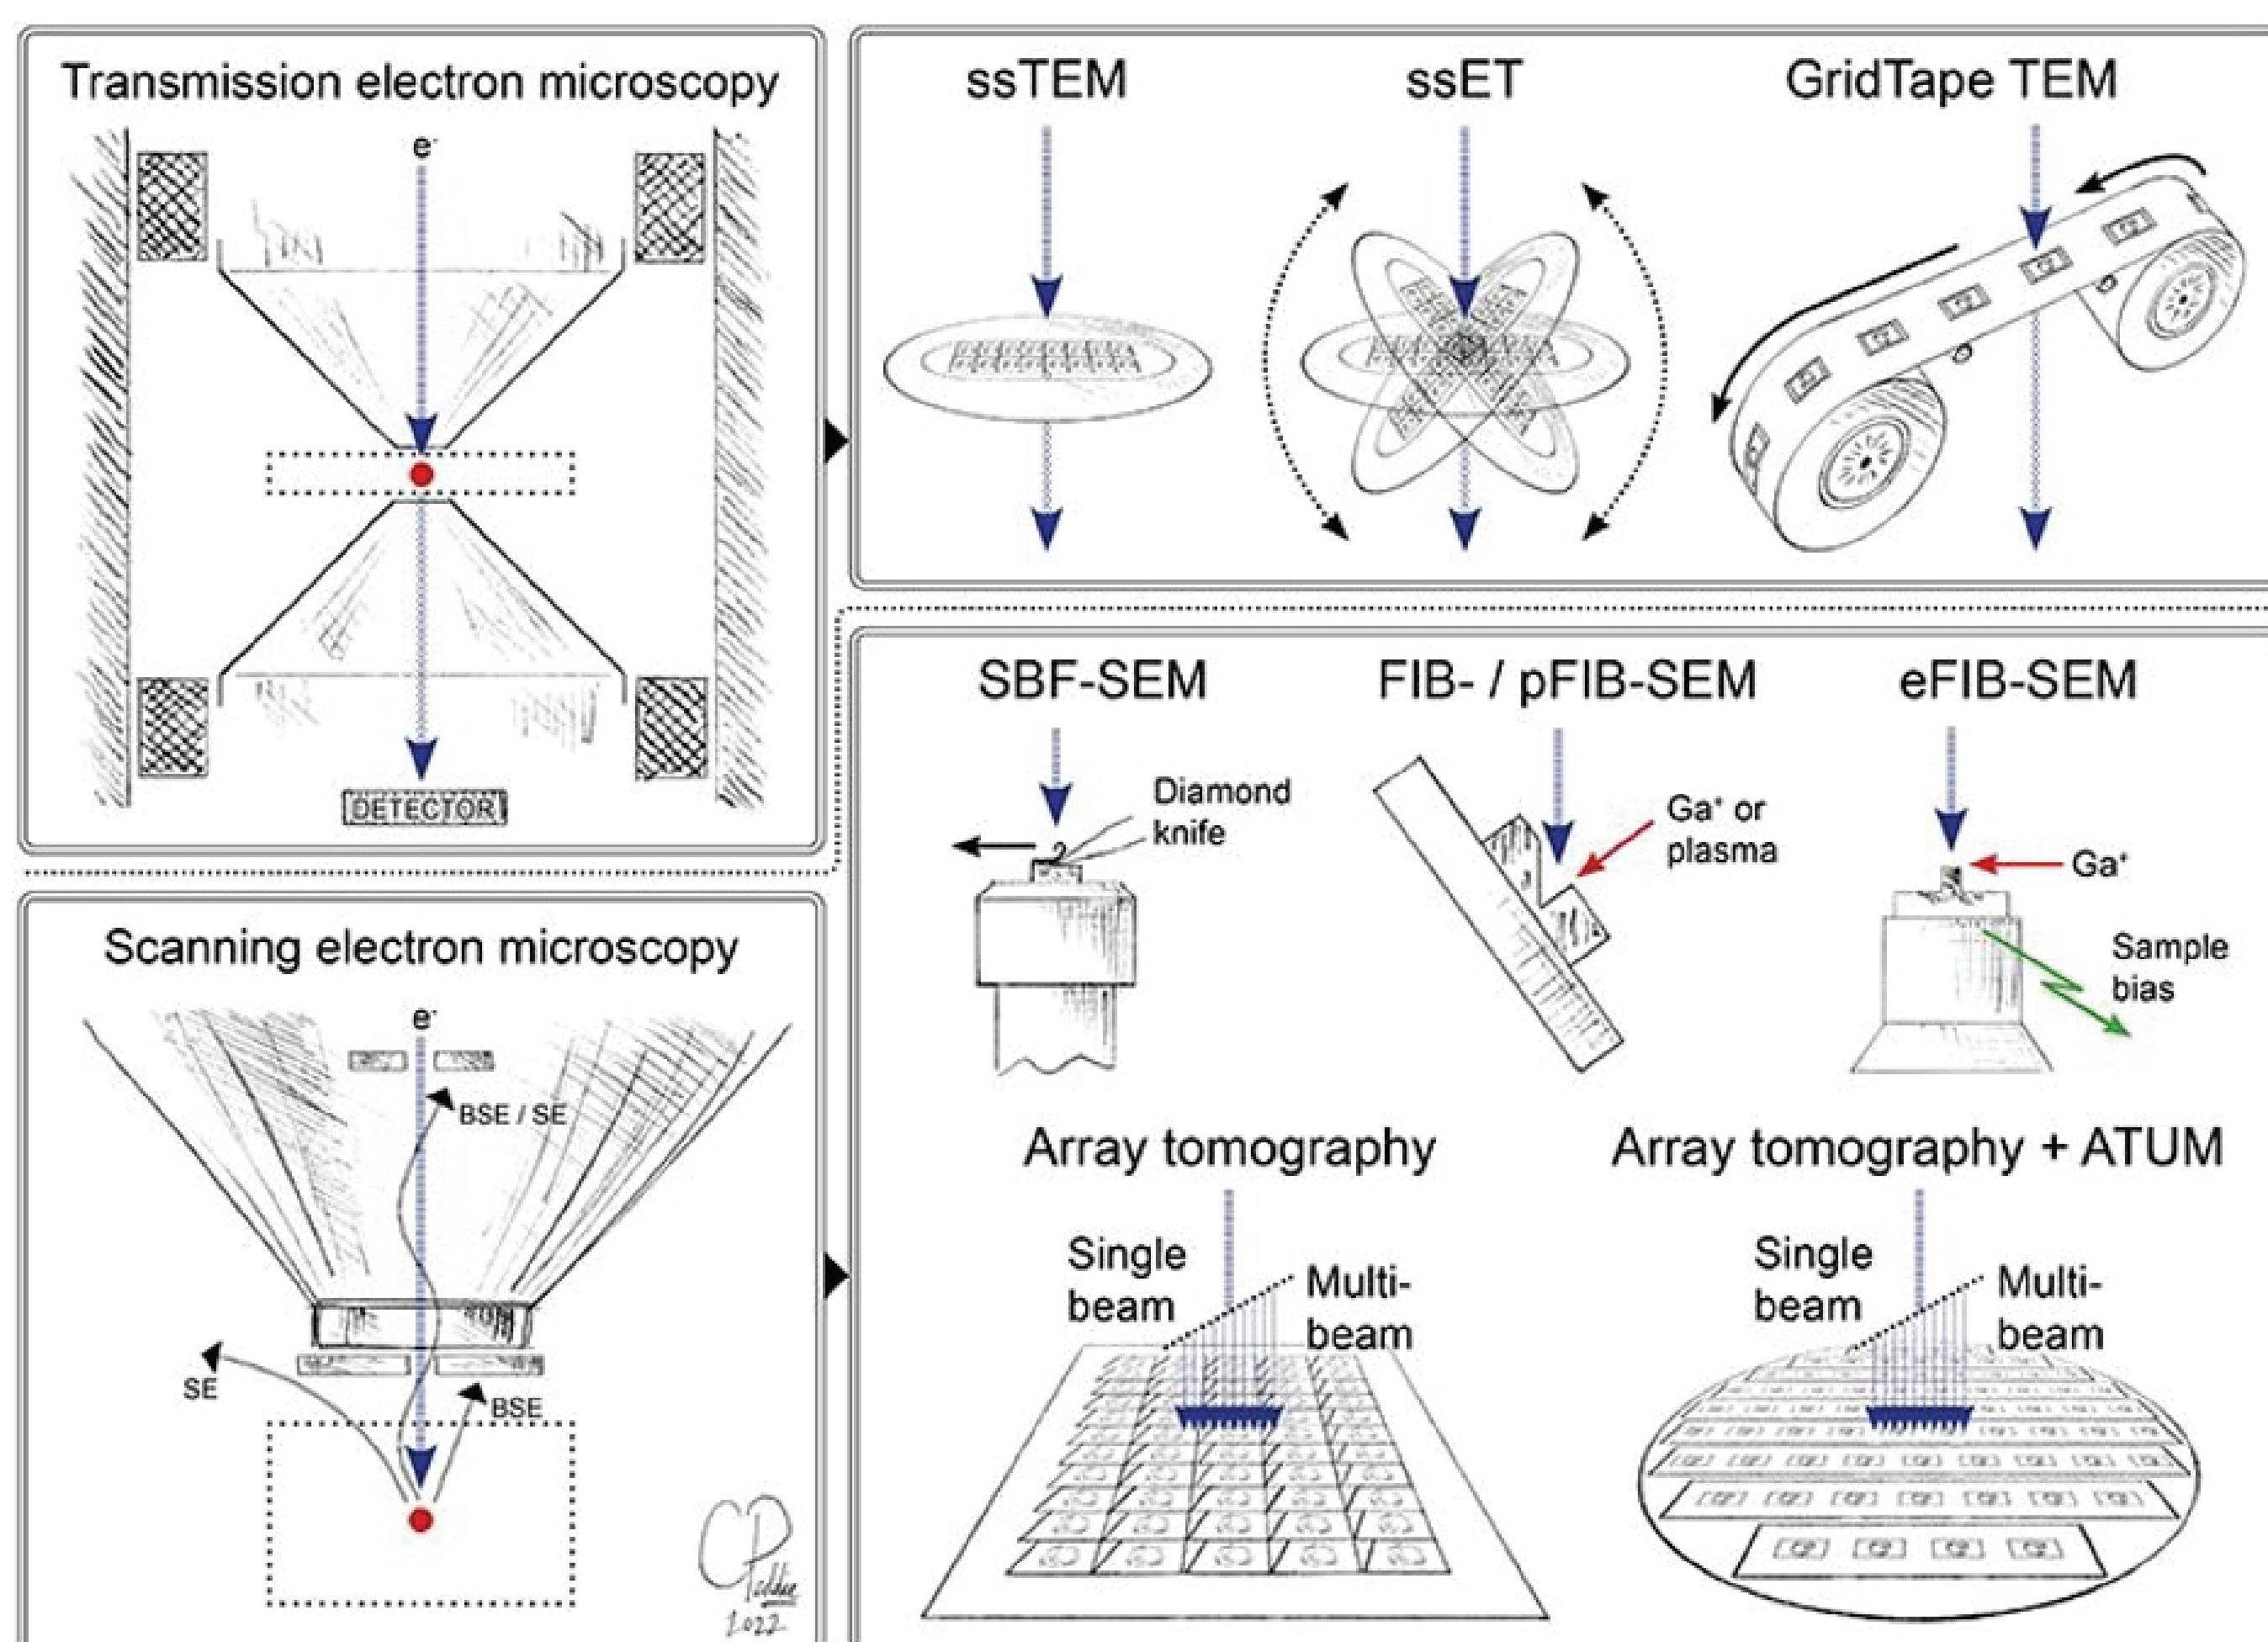 Transmission electron microscopy
e-
DETECTOR
ssTEM
ssET
GridTape TEM
Scanning electron microscopy
e-
BSE / SE
SE
BSE
CPeddie
2022
SBF-SEM
Diamond
knife
FIB- / pFIB-SEM
Ga+ or
plasma
eFIB-SEM
Ga+
Sample
bias
Array tomography
Single
beam
Multi-
beam
Array tomography + ATUM
Single
beam
Multi-
beam